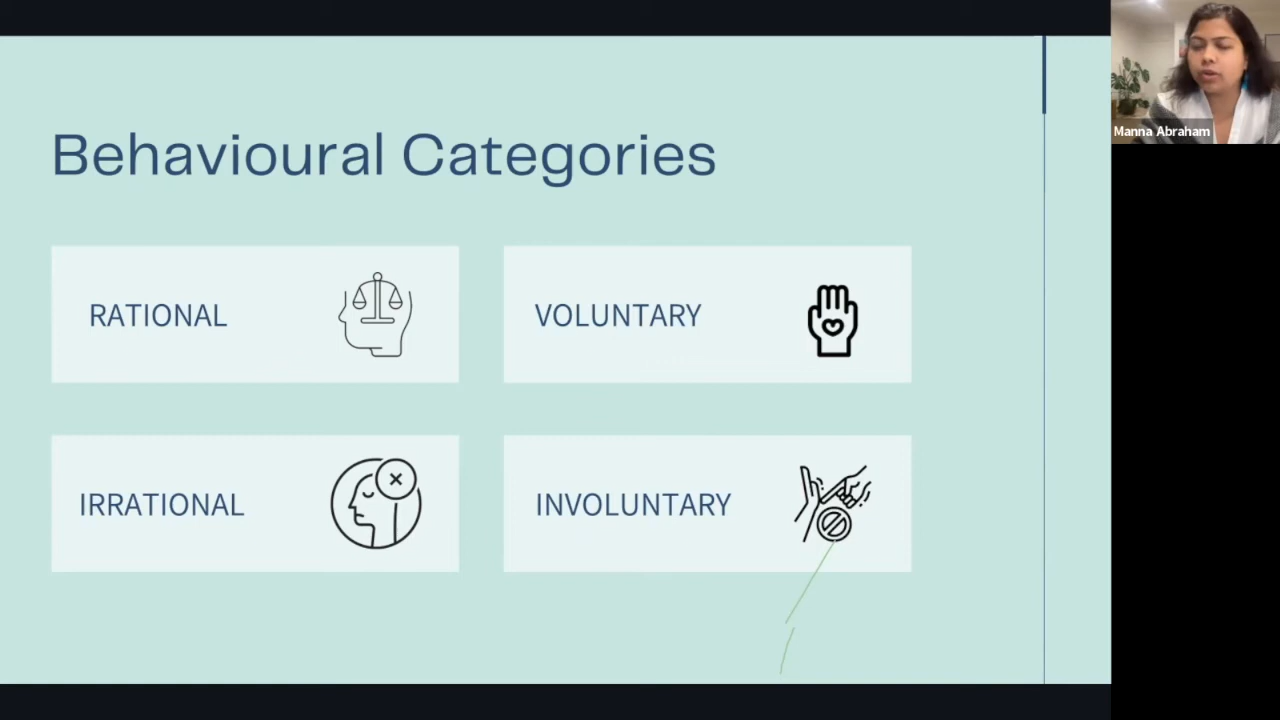 Behavioural Categories
RATIONAL
VOLUNTARY
IRRATIONAL
INVOLUNTARY
Manna Abraham